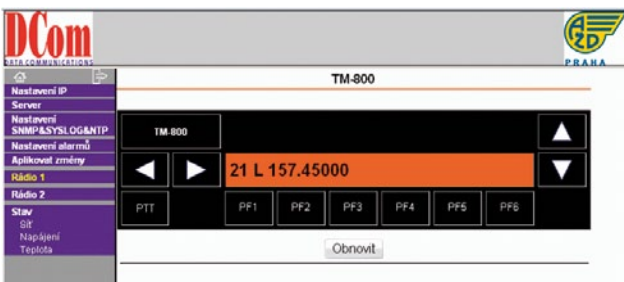 DCom
DATA COMMUNICATIONS
AŽD
PRAHA
TM-800
Nastavení IP
Server
Nastavení
SNMP&SYSLOG&NTP
Nastavení alarmů
Aplikovat změny
Rádio 1
Rádio 2
Stav
Síť
Napájení
Teplota
TM-800
21 L 157.45000
PTT
PF1 PF2 PF3 PF4 PF5 PF6
Obnovit